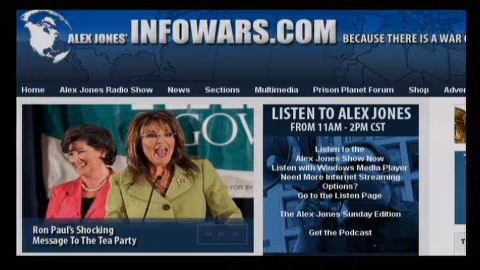 ALEX JONES' INFOWARS.COM BECAUSE THERE IS A WAR
Home Alex Jones Radio Show News Sections Multimedia Prison Planet Forum Shop Adver
LISTEN TO ALEX JONES
FROM 11AM - 2PM CST
GOV
Listen to the
Alex Jones Show Now
Listen with Windows Media Player
Need More Internet Streaming
Options?
Go to the Listen Page
The Alex Jones Sunday Edition
Get the Podcast
Ron Paul's Shocking
Message To The Tea Party